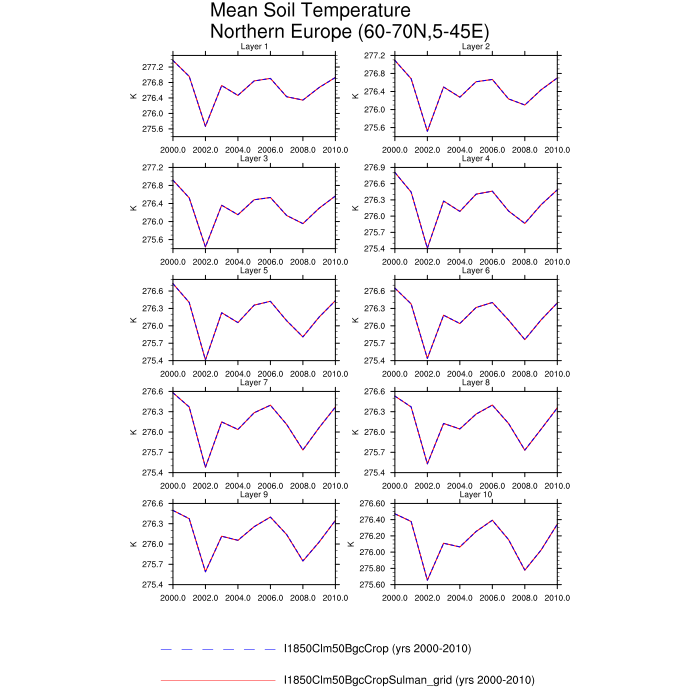 Mean Soil Temperature
Northern Europe (60-70N,5-45E)
Layer 1
277.2
276.8
276.4
276.0
275.6
K
2000.0 2002.0 2004.0 2006.0 2008.0 2010.0
Layer 2
277.2
276.8
276.4
276.0
275.6
K
2000.0 2002.0 2004.0 2006.0 2008.0 2010.0
Layer 3
277.2
276.8
276.4
276.0
275.6
K
2000.0 2002.0 2004.0 2006.0 2008.0 2010.0
Layer 4
276.9
276.6
276.3
276.0
275.7
275.4
K
2000.0 2002.0 2004.0 2006.0 2008.0 2010.0
Layer 5
276.6
276.3
276.0
275.7
275.4
K
2000.0 2002.0 2004.0 2006.0 2008.0 2010.0
Layer 6
276.6
276.3
276.0
275.7
275.4
K
2000.0 2002.0 2004.0 2006.0 2008.0 2010.0
Layer 7
276.6
276.3
276.0
275.7
275.4
K
2000.0 2002.0 2004.0 2006.0 2008.0 2010.0
Layer 8
276.6
276.3
276.0
275.7
275.4
K
2000.0 2002.0 2004.0 2006.0 2008.0 2010.0
Layer 9
276.6
276.3
276.0
275.7
275.4
K
2000.0 2002.0 2004.0 2006.0 2008.0 2010.0
Layer 10
276.60
276.40
276.20
276.00
275.80
275.60
K
2000.0 2002.0 2004.0 2006.0 2008.0 2010.0
I1850Clm50BgcCrop (yrs 2000-2010)
I1850Clm50BgcCropSulman_grid (yrs 2000-2010)